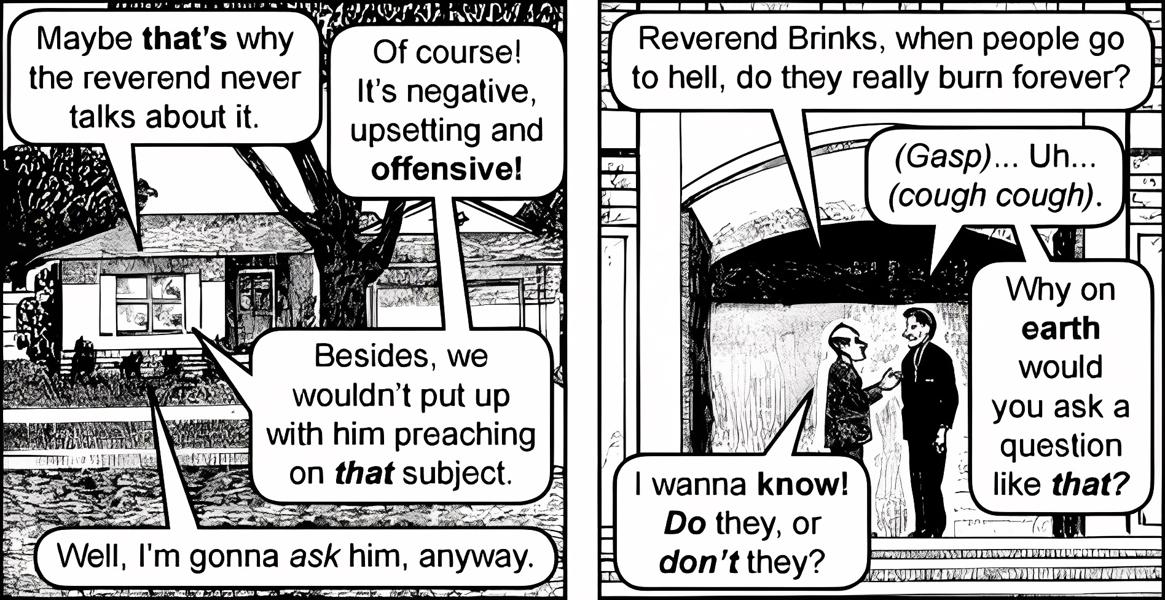 Maybe that's why
the reverend never
talks about it.
Of course!
It's negative,
upsetting and
offensive!
Besides, we
wouldn't put up
with him preaching
on that subject.
Well, I'm gonna ask him, anyway.
Reverend Brinks, when people go
to hell, do they really burn forever?
(Gasp)... Uh...
(cough cough).
Why on
earth
would
you ask a
question
like that?
I wanna know!
Do they, or
don't they?